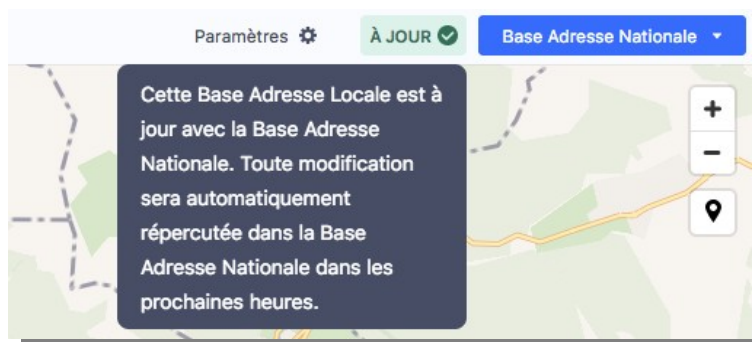 Paramètres À JOUR Base Adresse Nationale
Cette Base Adresse Locale est à
jour avec la Base Adresse
Nationale. Toute modification
sera automatiquement
répercutée dans la Base
Adresse Nationale dans les
prochaines heures.